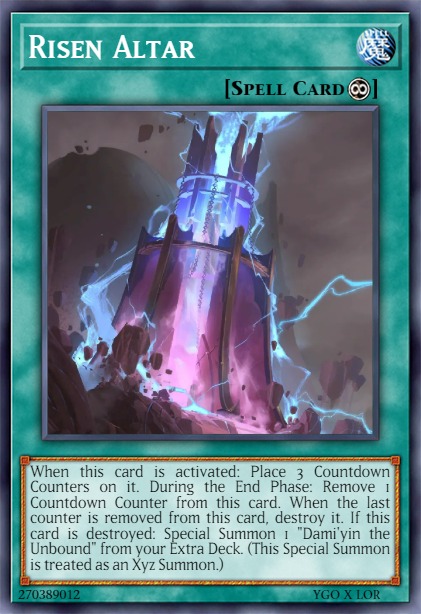 Risen Altar
魔
[Spell Card]
When this card is activated: Place 3 Countdown
Counters on it. During the End Phase: Remove 1
Countdown Counter from this card. When the last
counter is removed from this card, destroy it. If this
card is destroyed: Special Summon 1 "Dami'yin
the Unbound" from your Extra Deck. (This Special Summon
is treated as an Xyz Summon.)
270389012
YGO X LOR